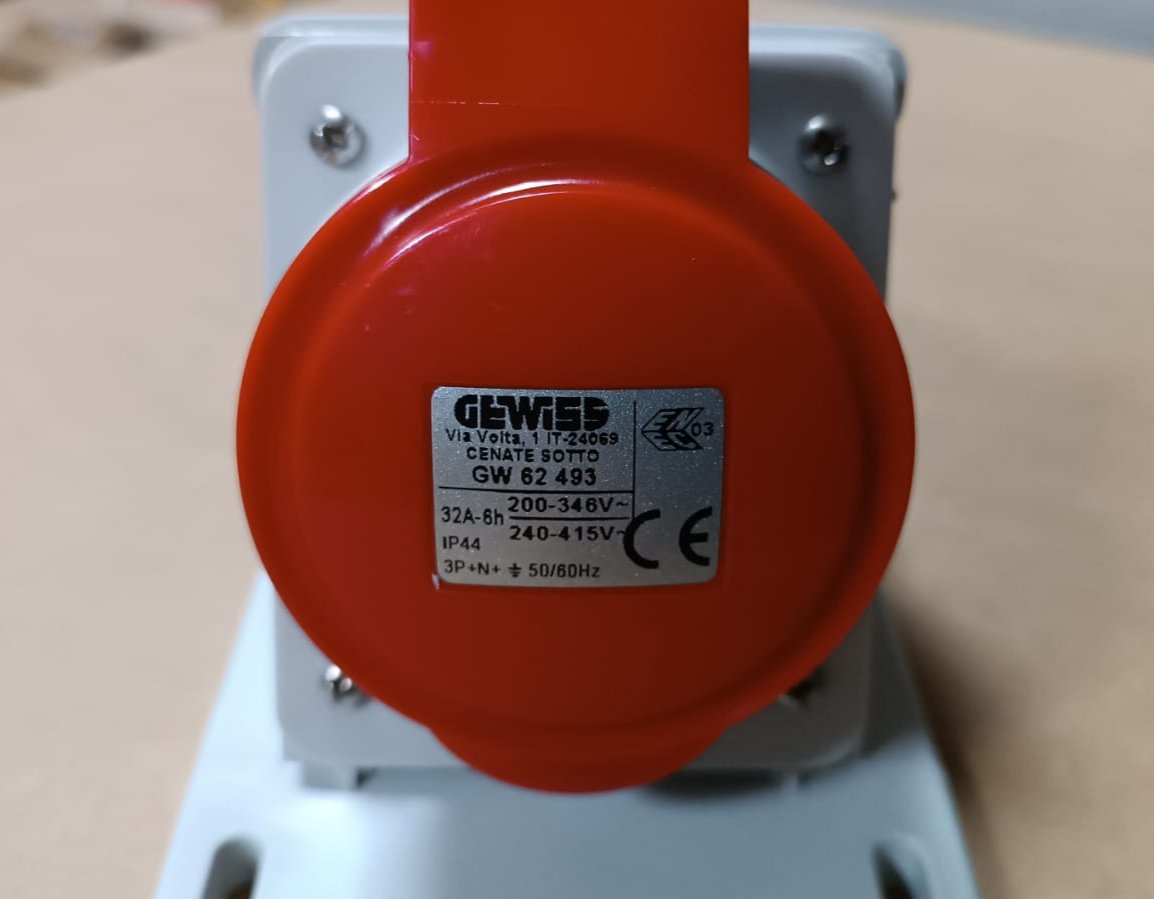 GEWiSS
Via Volta, 1 IT-24069
CENATE SOTTO
GW 62 493
ENEC 03
32A-6h 200-346V~
240-415V~
IP44
3P+N+⏚ 50/60Hz
CE